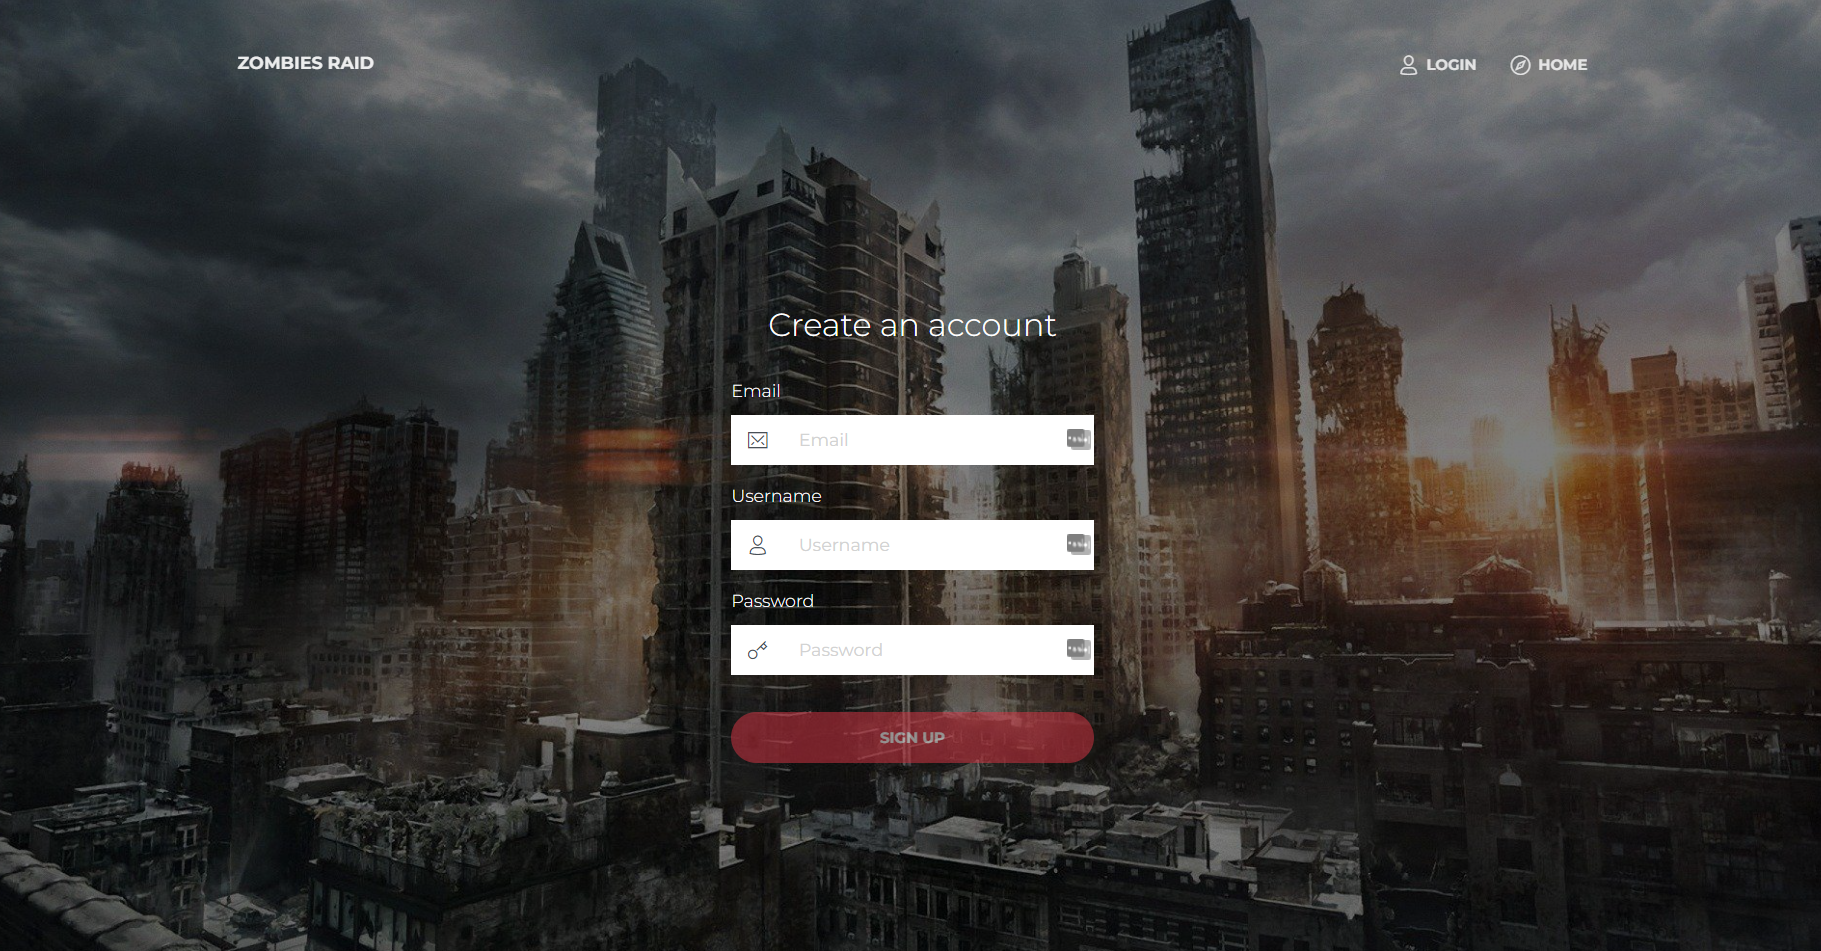 ZOMBIES RAID
LOGIN
HOME
Create an account
Email
Email
Username
Username
Password
Password
SIGN UP